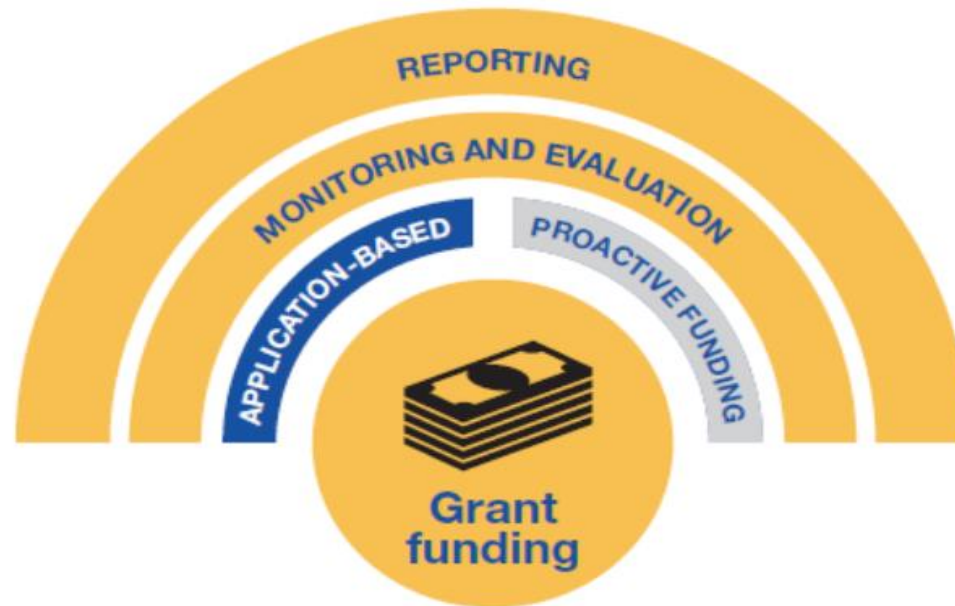 REPORTING
MONITORING AND EVALUATION
APPLICATION-BASED
PROACTIVE FUNDING
Grant
funding